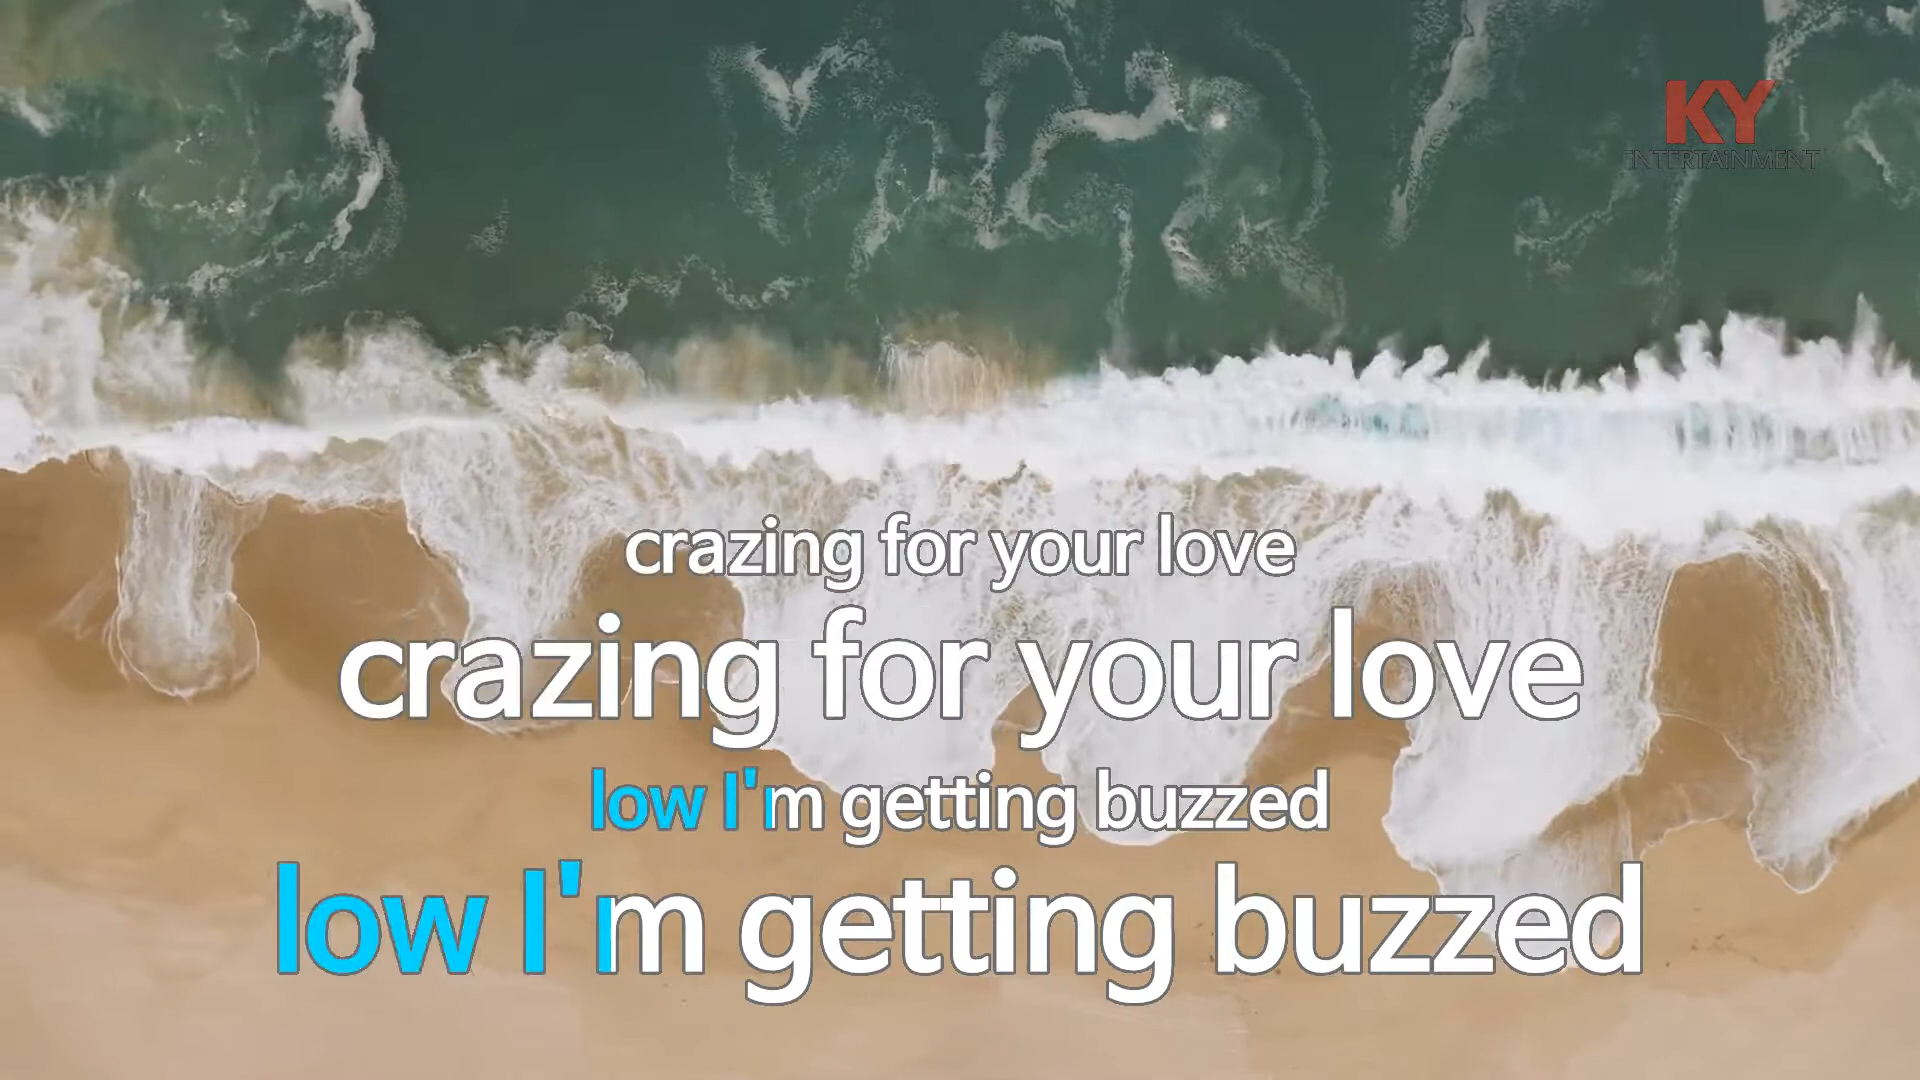 KY
ENTERTAINMENT
crazing for your love
crazing for your love
low I'm getting buzzed
low I'm getting buzzed